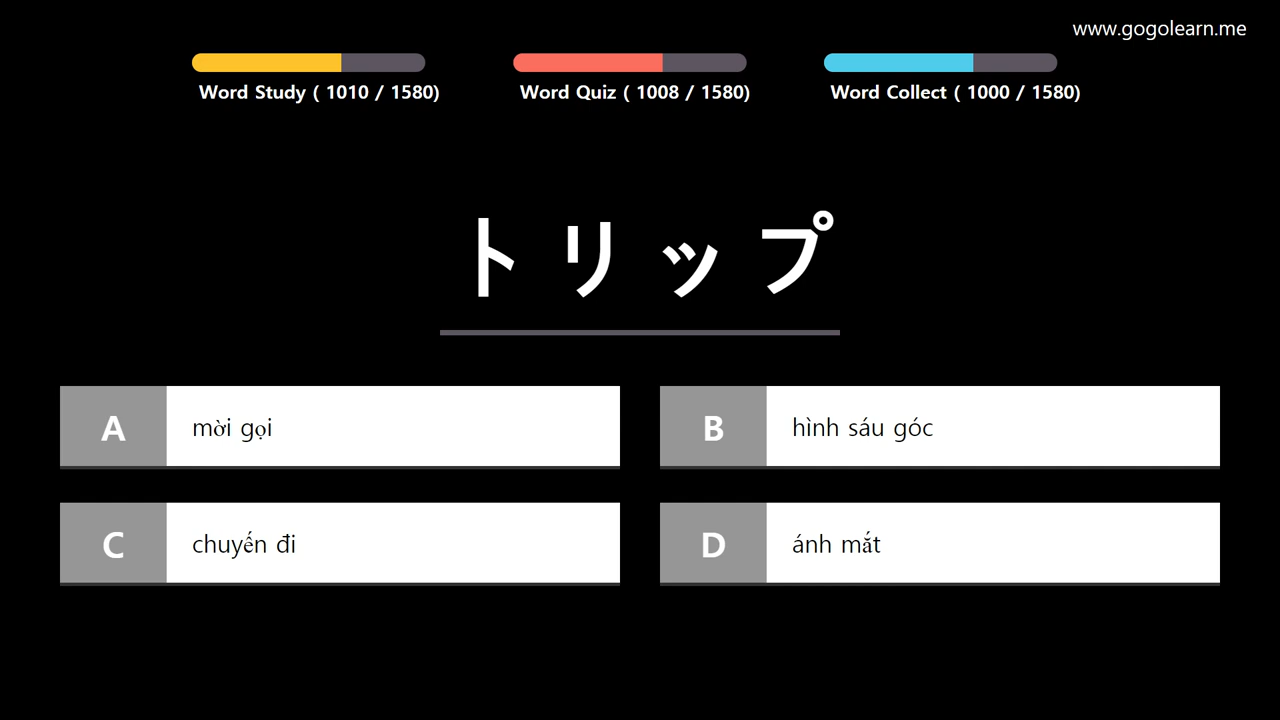 www.gogolearn.me
Word Study ( 1010 / 1580)
Word Quiz ( 1008 / 1580)
Word Collect ( 1000 / 1580)
トリップ
A mời gọi
B hình sáu góc
C chuyến đi
D ánh mắt